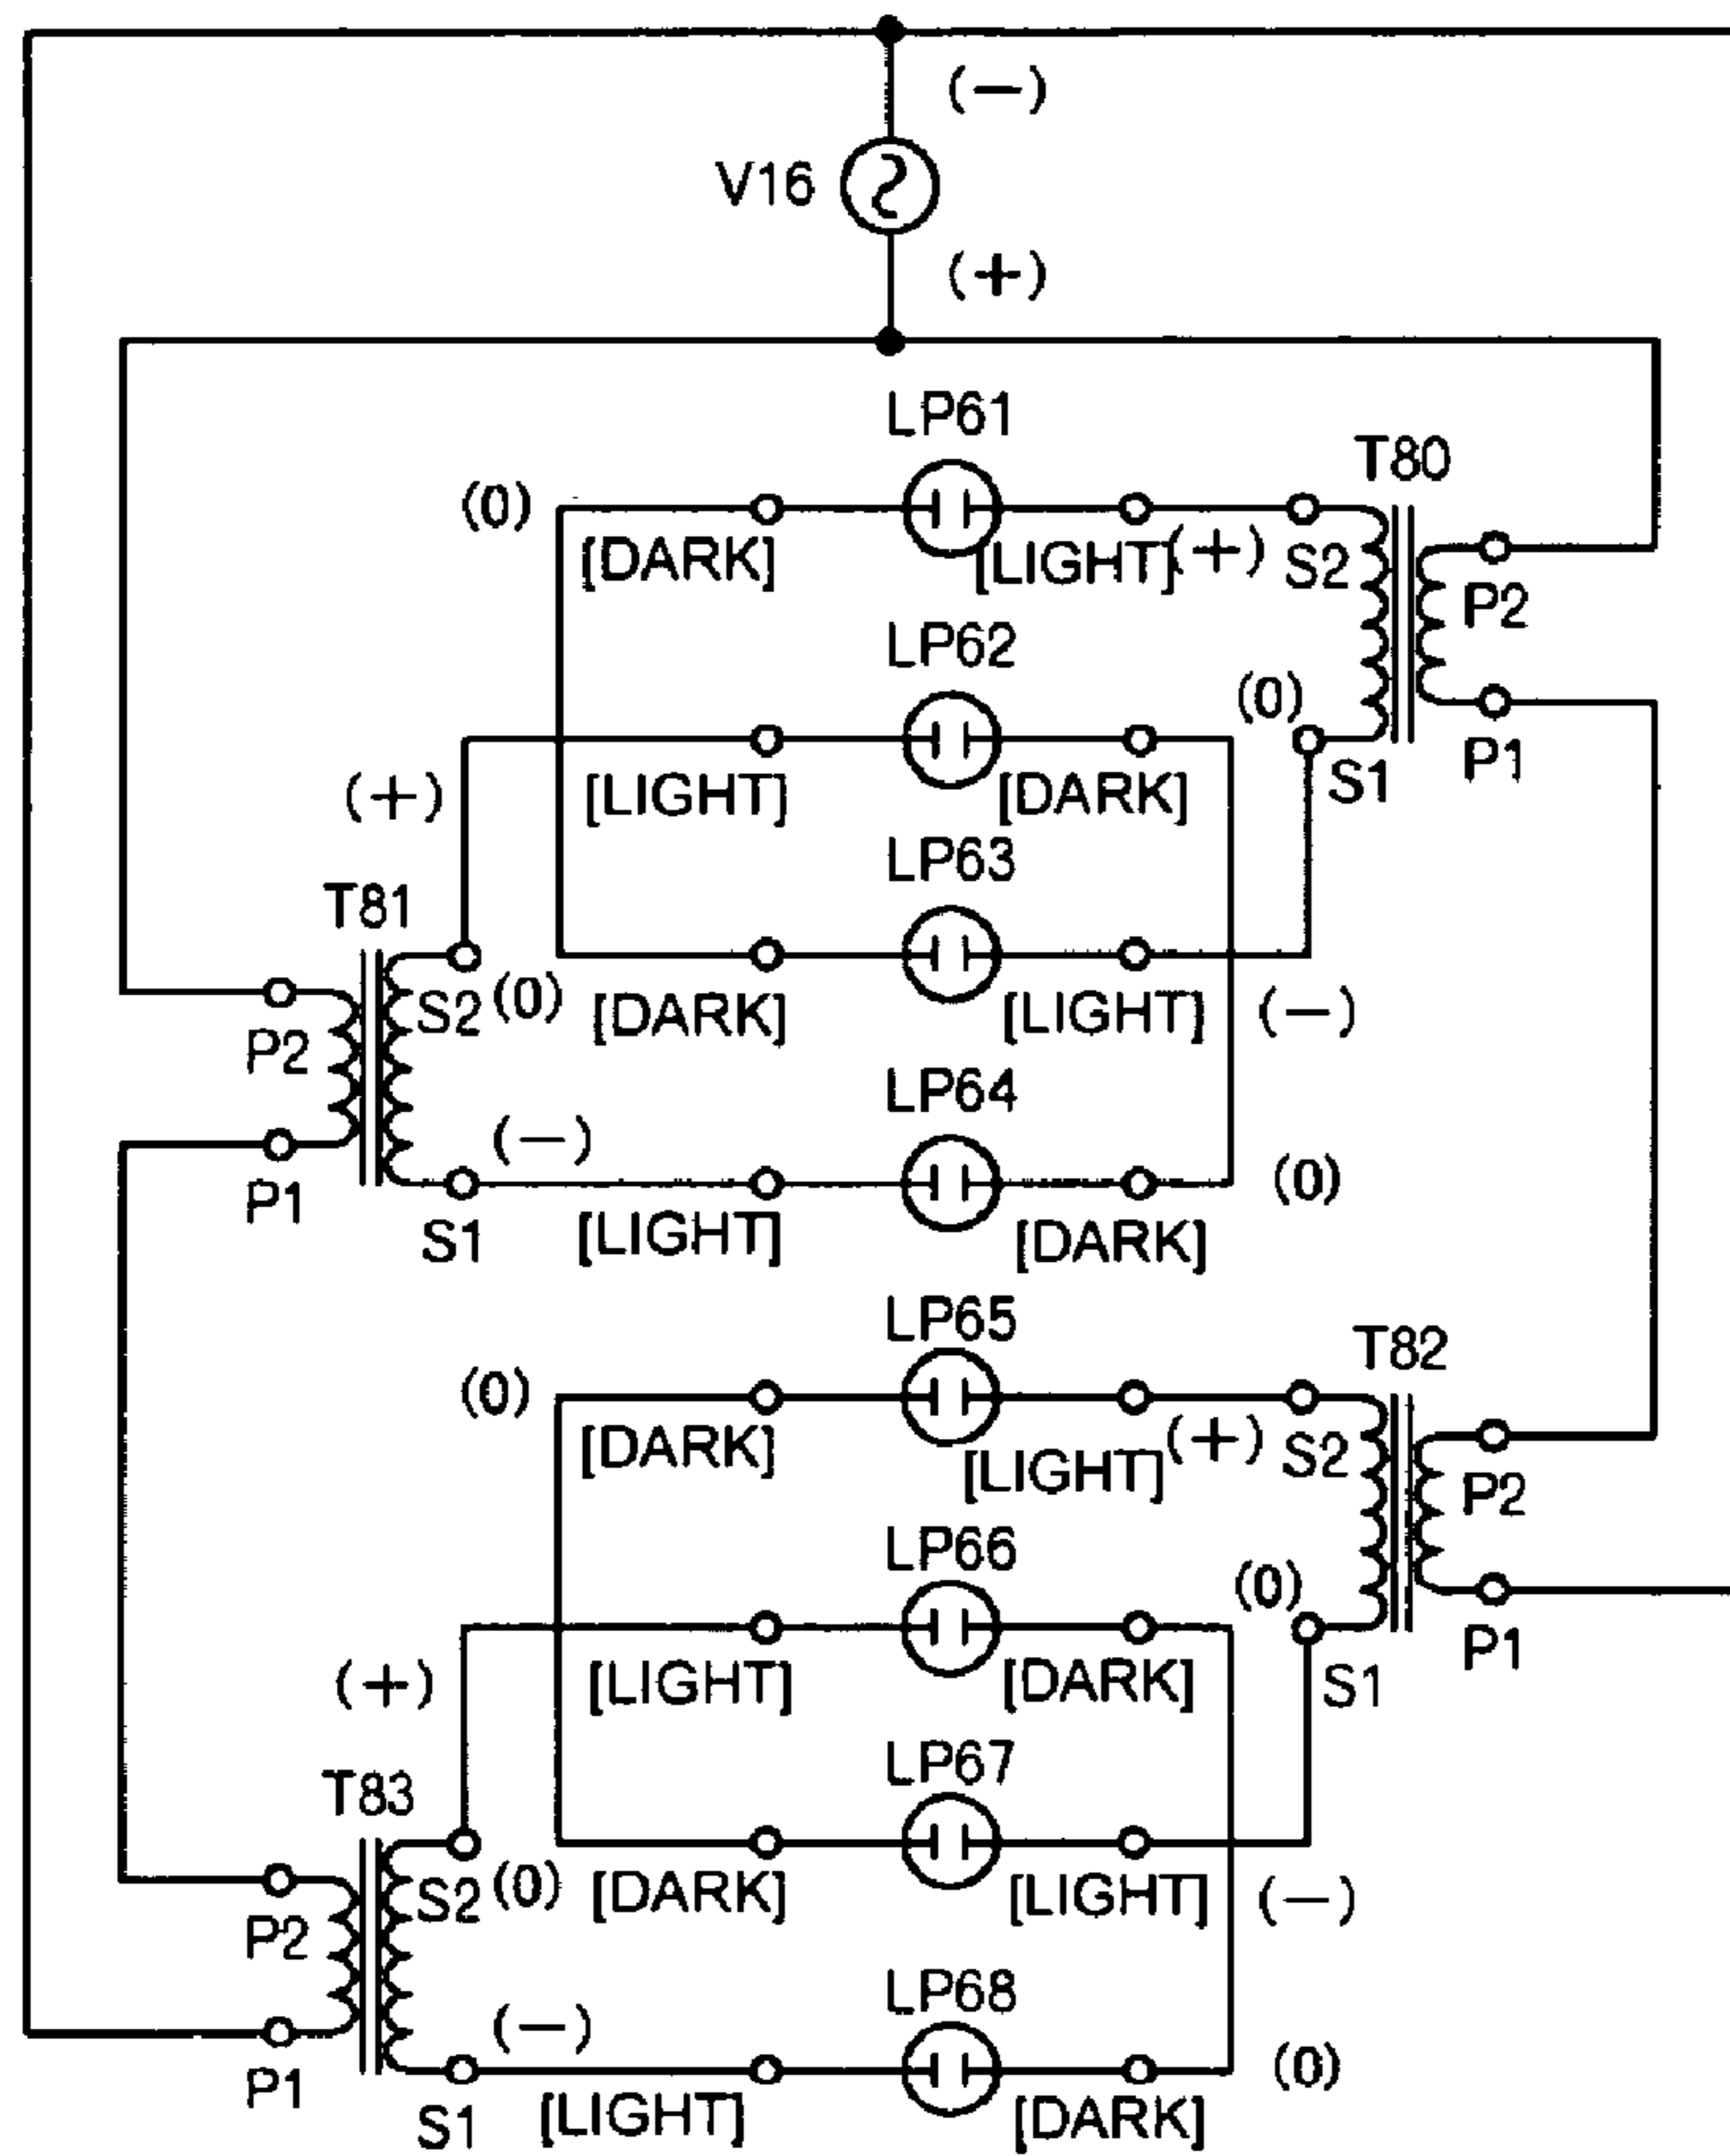 (−)
V16
(+)
LP61
T80
(0)
[DARK]
[LIGHT]
(+)
S2
P2
LP62
(0)
P1
(+)
[LIGHT]
[DARK]
S1
LP63
T81
S2
(0)
[DARK]
[LIGHT]
(−)
P2
LP64
(−)
(0)
P1
S1
[LIGHT]
[DARK]
LP65
T82
(0)
[DARK]
[LIGHT]
(+)
S2
P2
LP66
(0)
P1
(+)
[LIGHT]
[DARK]
S1
LP67
T83
S2
(0)
[DARK]
[LIGHT]
(−)
P2
LP68
(−)
(0)
P1
S1
[LIGHT]
[DARK]